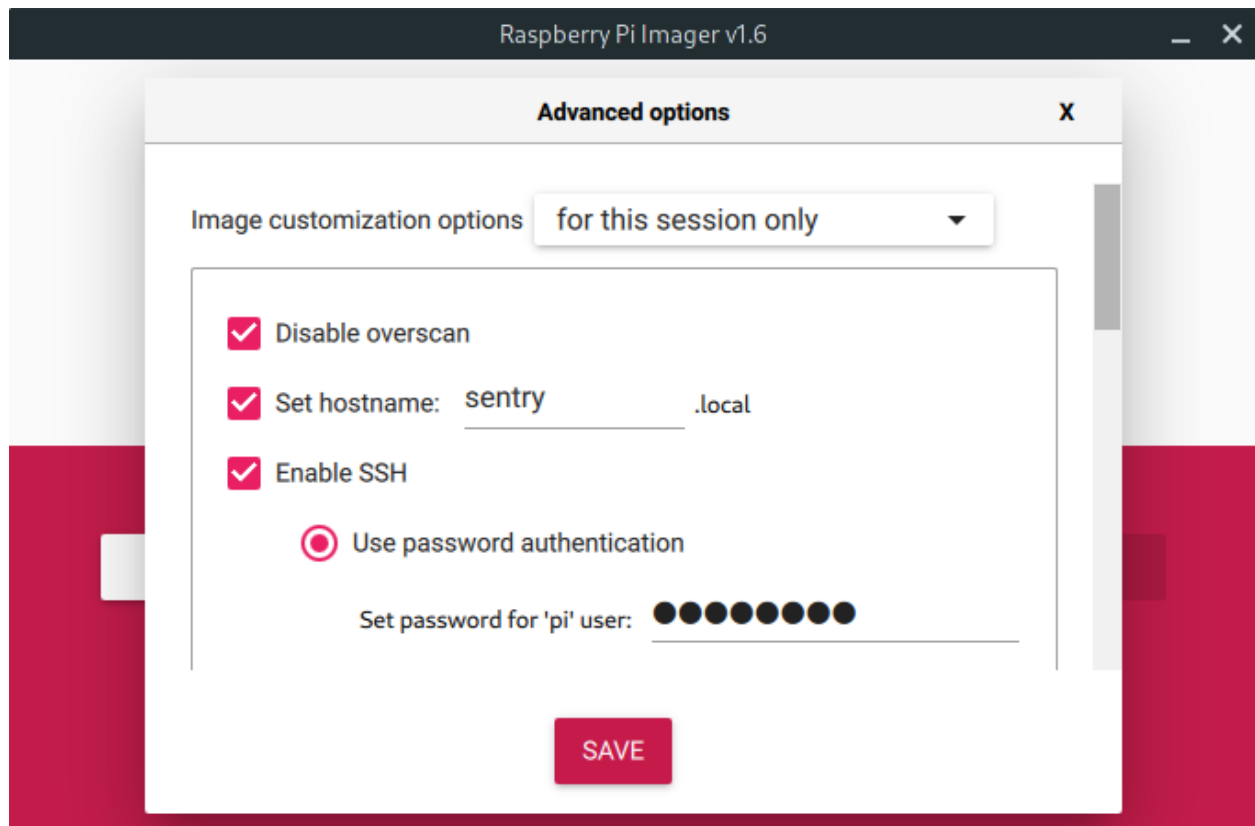 Raspberry Pi Imager v1.6
Advanced options X
Image customization options for this session only
Disable overscan
Set hostname: sentry .local
Enable SSH
Use password authentication
Set password for 'pi' user: ●●●●●●●●
SAVE